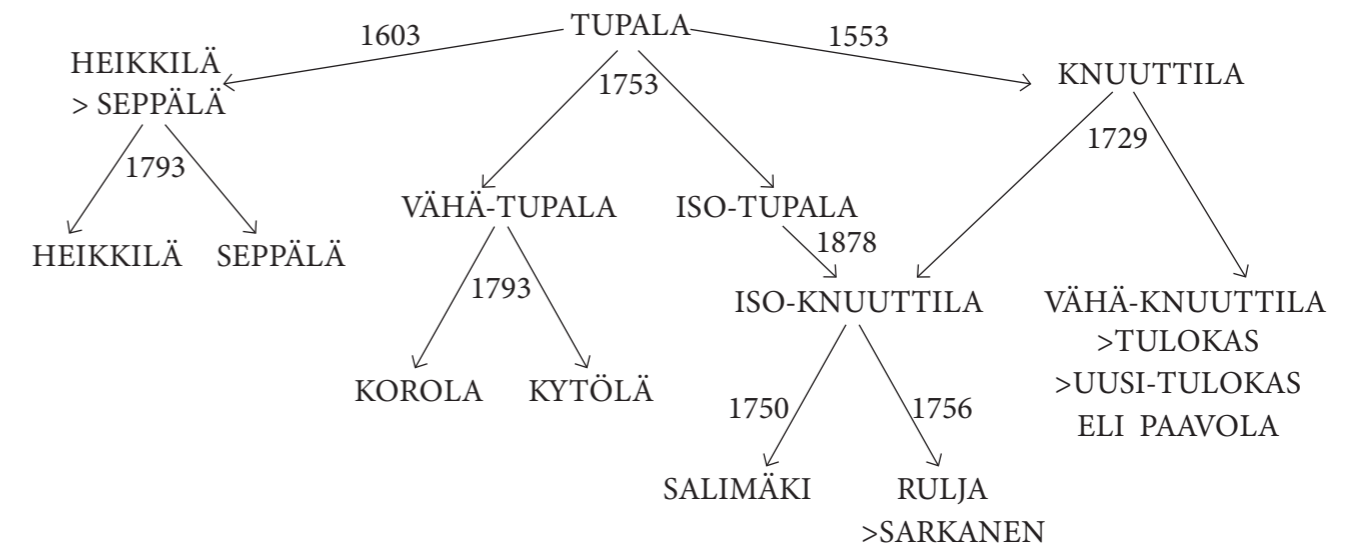 TUPALA
1603
1553
HEIKKILÄ
> SEPPÄLÄ
KNUUTTILA
1753
1729
1793
VÄHÄ-TUPALA
ISO-TUPALA
HEIKKILÄ
SEPPÄLÄ
1878
1793
ISO-KNUUTTILA
VÄHÄ-KNUUTTILA
>TULOKAS
>UUSI-TULOKAS
ELI PAAVOLA
KOROLA
KYTÖLÄ
1750
1756
SALIMÄKI
RULJA
>SARKANEN